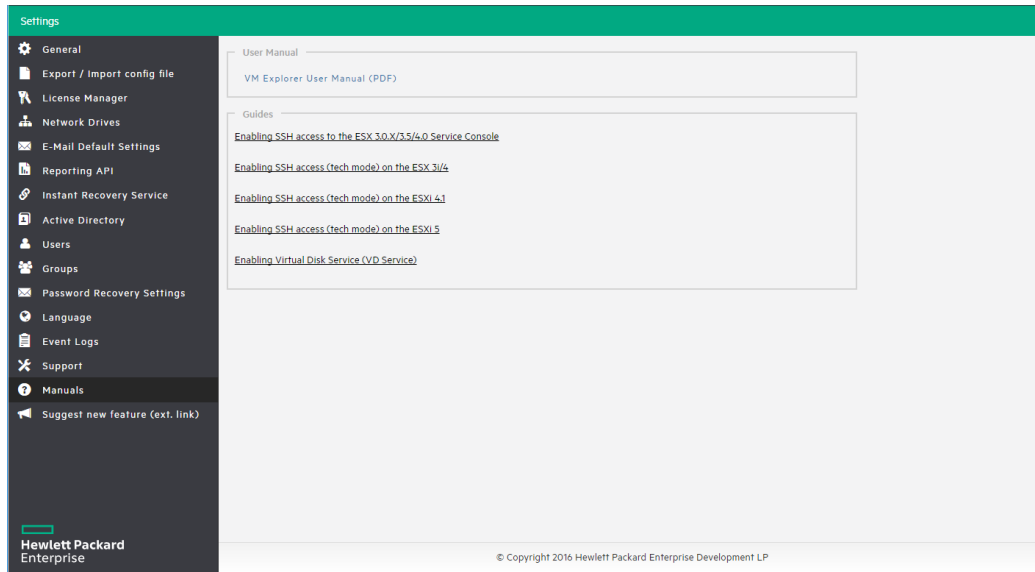 Settings
General
Export / Import config file
License Manager
Network Drives
E-Mail Default Settings
Reporting API
Instant Recovery Service
Active Directory
Users
Groups
Password Recovery Settings
Language
Event Logs
Support
Manuals
Suggest new feature (ext. link)
Hewlett Packard
Enterprise
User Manual
VM Explorer User Manual (PDF)
Guides
Enabling SSH access to the ESX 3.0.X/3.5/4.0 Service Console
Enabling SSH access (tech mode) on the ESX 3i/4
Enabling SSH access (tech mode) on the ESXi 4.1
Enabling SSH access (tech mode) on the ESXi 5
Enabling Virtual Disk Service (VD Service)
© Copyright 2016 Hewlett Packard Enterprise Development LP